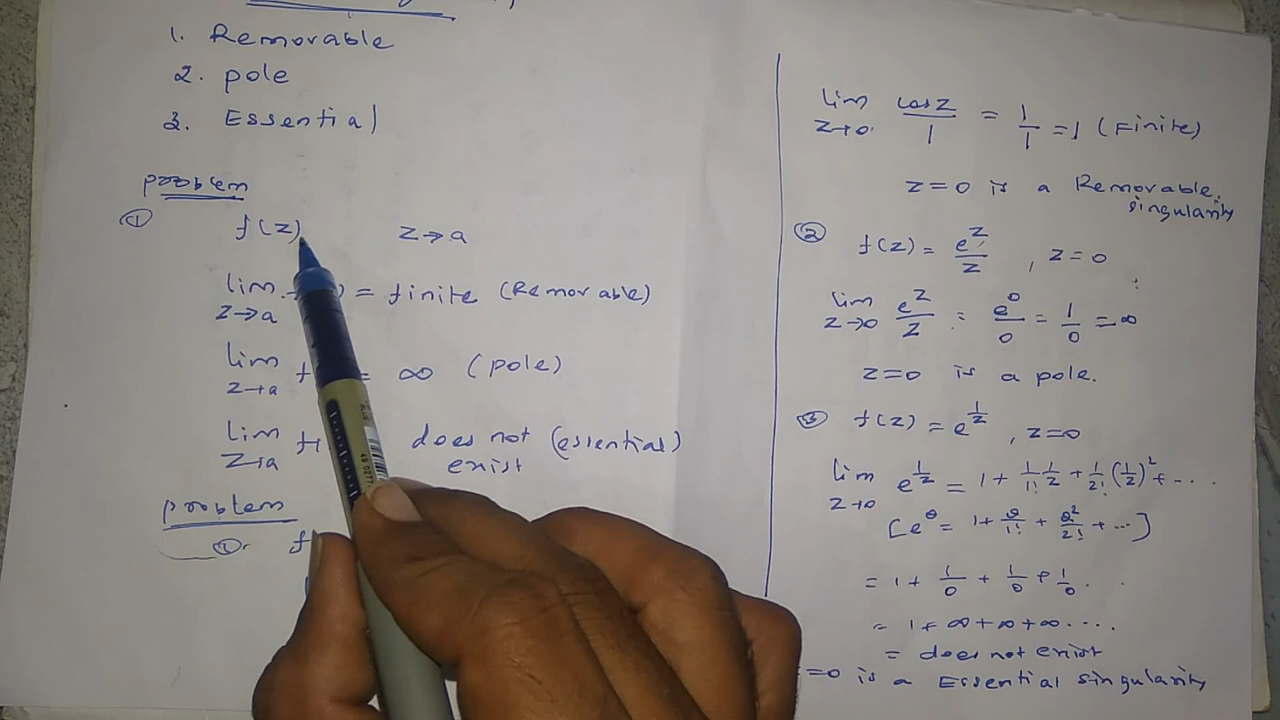 1. Removable
2. pole
3. Essential
problem
① f(z) z→a
lim z→a = finite (Removable)
lim z→a f = ∞ (pole)
lim z→a f does not exist (essential)
problem
①. f
lim z→0 cosz/1 = 1/1 = 1 (Finite)
z=0 is a Removable.
singularity
② f(z) = e^z/z , z=0
lim z→0 e^z/z = e^0/0 = 1/0 = ∞
z=0 is a pole.
③ f(z) = e^(1/z) , z=0
lim z→0 e^(1/z) = 1 + 1/1! 1/z + 1/2! (1/z)^2 + - ...
[e^θ = 1 + θ/1! + θ^2/2! + ...]
= 1 + 1/0 + 1/0 + 1/0 .
= 1 + ∞ + ∞ + ∞ ....
= does not exist
=0 is a Essential singularity